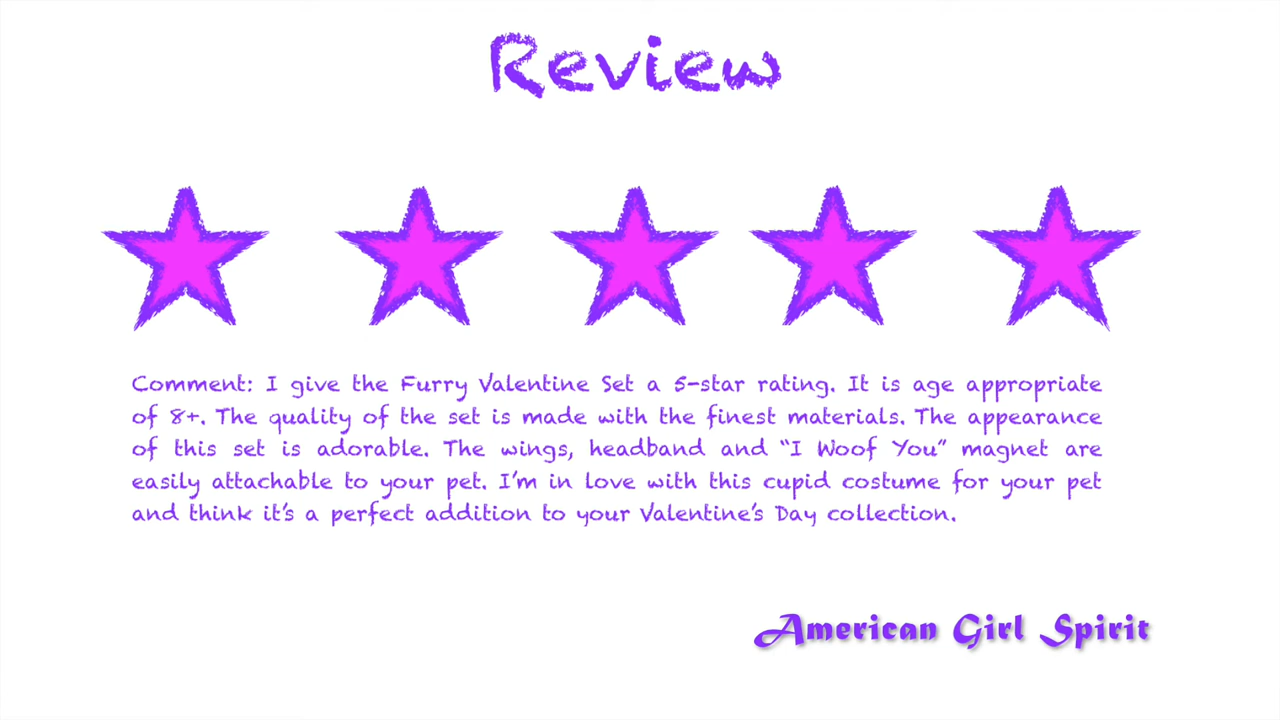 Review
Comment: I give the Furry Valentine Set a 5-star rating. It is age appropriate
of 8+. The quality of the set is made with the finest materials. The appearance
of this set is adorable. The wings, headband and “I Woof You” magnet are
easily attachable to your pet. I’m in love with this cupid costume for your pet
and think it’s a perfect addition to your Valentine’s Day collection.
American Girl Spirit